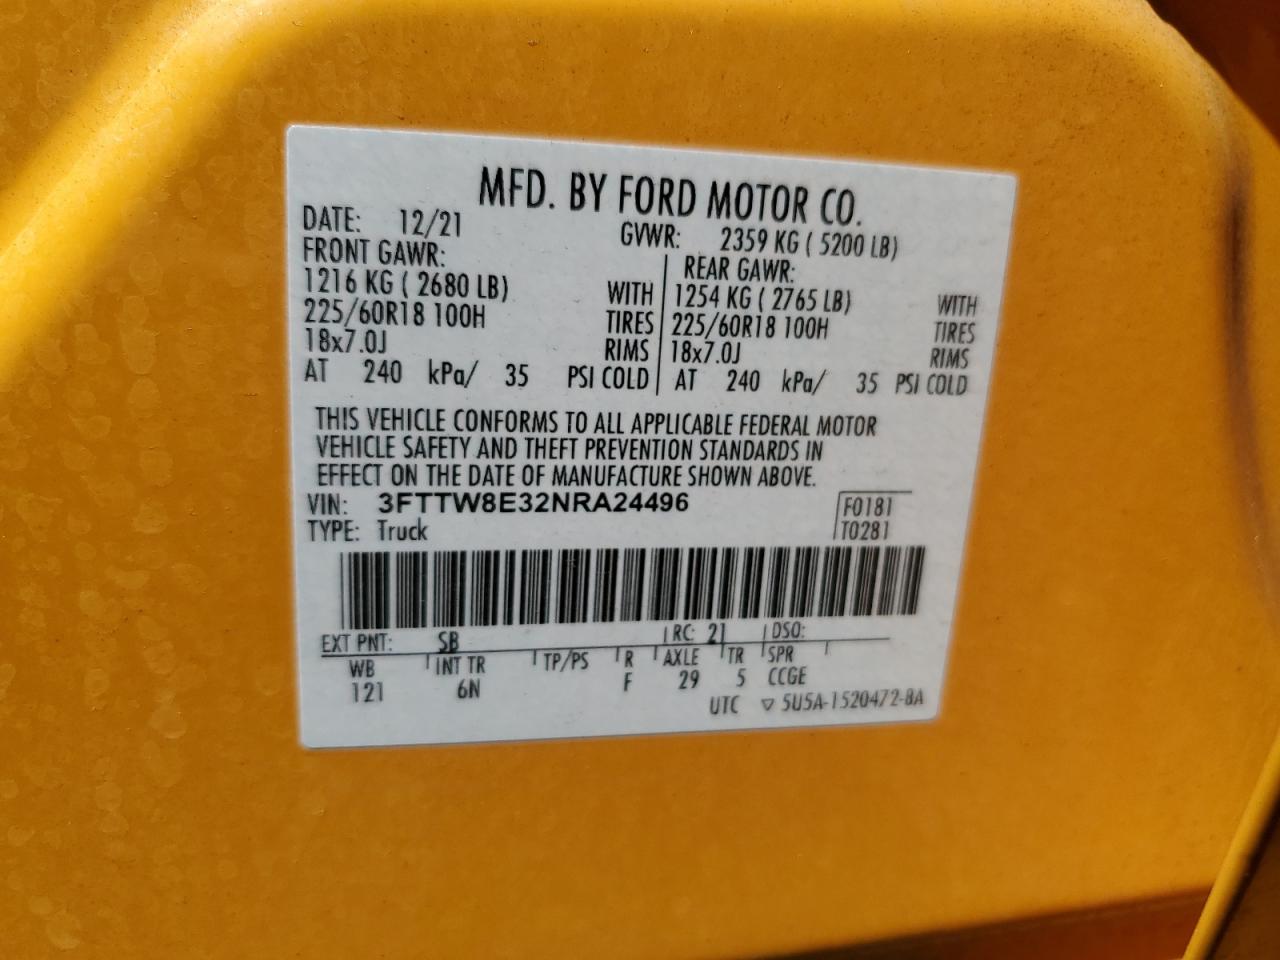 MFD. BY FORD MOTOR CO.
DATE: 12/21 GVWR: 2359 KG ( 5200 LB)
FRONT GAWR: REAR GAWR:
1216 KG ( 2680 LB) WITH 1254 KG ( 2765 LB) WITH
225/60R18 100H TIRES 225/60R18 100H TIRES
18x7.0J RIMS 18x7.0J RIMS
AT 240 kPa/ 35 PSI COLD AT 240 kPa/ 35 PSI COLD
THIS VEHICLE CONFORMS TO ALL APPLICABLE FEDERAL MOTOR
VEHICLE SAFETY AND THEFT PREVENTION STANDARDS IN
EFFECT ON THE DATE OF MANUFACTURE SHOWN ABOVE.
VIN: 3FTTW8E32NRA24496 F0181
TYPE: Truck T0281
EXT PNT: SB RC: 21 DSO:
WB INT TR TP/PS R AXLE TR SPR
121 6N F 29 5 CCGE
UTC ▽ 5U5A-1520472-8A